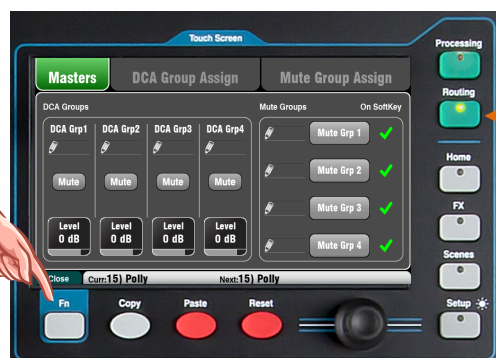 Touch Screen
Processing
Masters DCA Group Assign Mute Group Assign
Routing
DCA Groups Mute Groups On SoftKey
DCA Grp1 DCA Grp2 DCA Grp3 DCA Grp4
Mute Grp 1
Home
Mute Grp 2
Mute Mute Mute Mute
FX
Mute Grp 3
Level Level Level Level
0 dB 0 dB 0 dB 0 dB
Mute Grp 4
Scenes
Close Curr:15) Polly Next:15) Polly
Fn Copy Paste Reset Setup